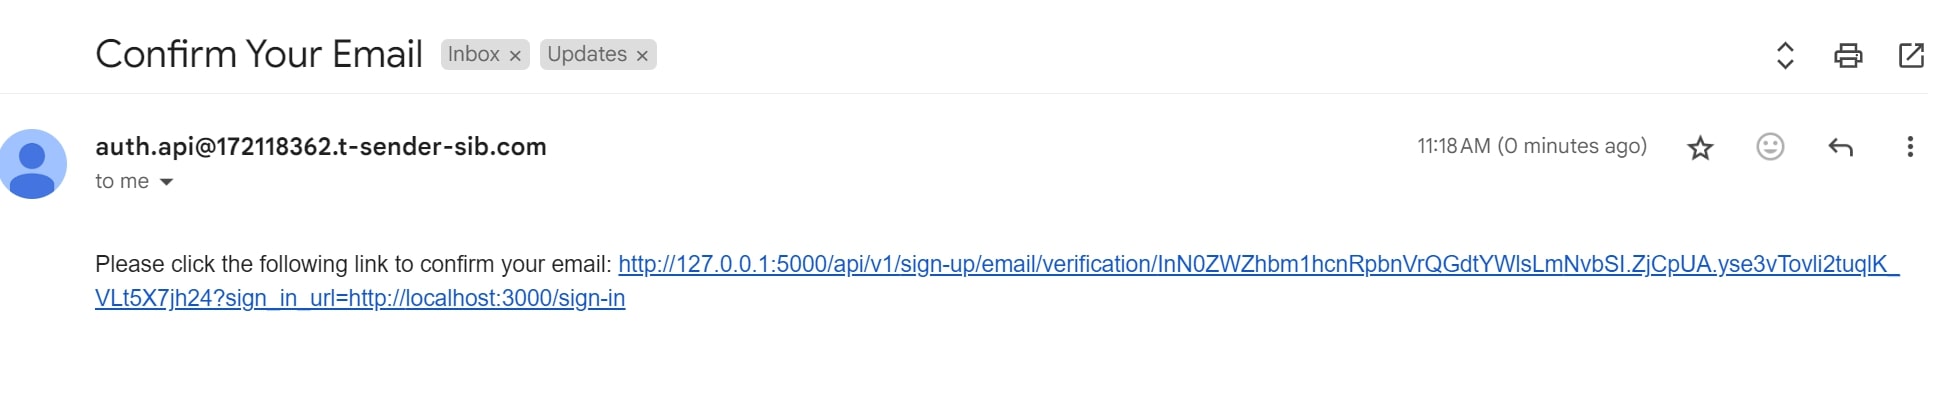 Confirm Your Email Inbox × Updates ×
auth.api@172118362.t-sender-sib.com 11:18 AM (0 minutes ago)
to me
Please click the following link to confirm your email: http://127.0.0.1:5000/api/v1/sign-up/email/verification/InN0ZWZhbm1hcnRpbnVrQGdtYWlsLmNvbSI.ZjCpUA.yse3vTovli2tuqlK_
VLt5X7jh24?sign_in_url=http://localhost:3000/sign-in